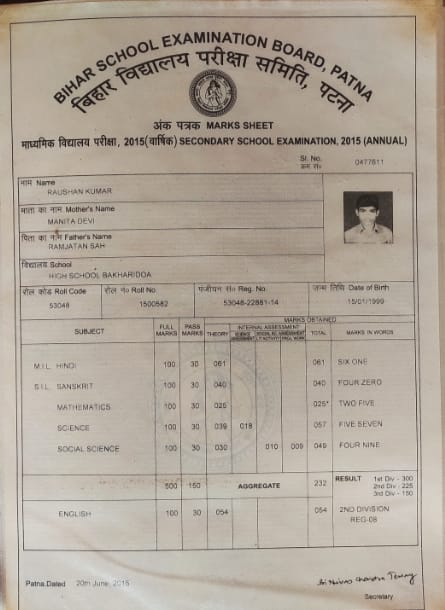 BIHAR SCHOOL EXAMINATION BOARD, PATNA
बिहार विद्यालय परीक्षा समिति, पटना
अंक पत्रक MARKS SHEET
माध्यमिक विद्यालय परीक्षा, 2015(वार्षिक) SECONDARY SCHOOL EXAMINATION, 2015 (ANNUAL)
Sl. No.
क्रम सं० 0477611
नाम Name
RAUSHAN KUMAR
माता का नाम Mother's Name
MANITA DEVI
पिता का नाम Father's Name
RAMJATAN SAH
विद्यालय School
HIGH SCHOOL BAKHARIDOA
रोल कोड Roll Code रोल न० Roll No पंजीयन सं० Reg. No. जन्म तिथि Date of Birth
53048 1500582 53048-22881-14 15/01/1999
MARKS OBTAINED
SUBJECT FULL MARKS PASS MARKS THEORY INTERNAL ASSESSMENT TOTAL MARKS IN WORDS
M.I.L. HINDI 100 30 061 061 SIX ONE
S.I.L. SANSKRIT 100 30 040 040 FOUR ZERO
MATHEMATICS 100 30 025 025* TWO FIVE
SCIENCE 100 30 039 018 057 FIVE SEVEN
SOCIAL SCIENCE 100 30 030 010 009 049 FOUR NINE
500 150 AGGREGATE 232 RESULT 1st Div - 300
2nd Div - 225
3rd Div - 150
ENGLISH 100 30 054 054 2ND DIVISION
REG-08
Patna,Dated 20th June, 2015
Secretary